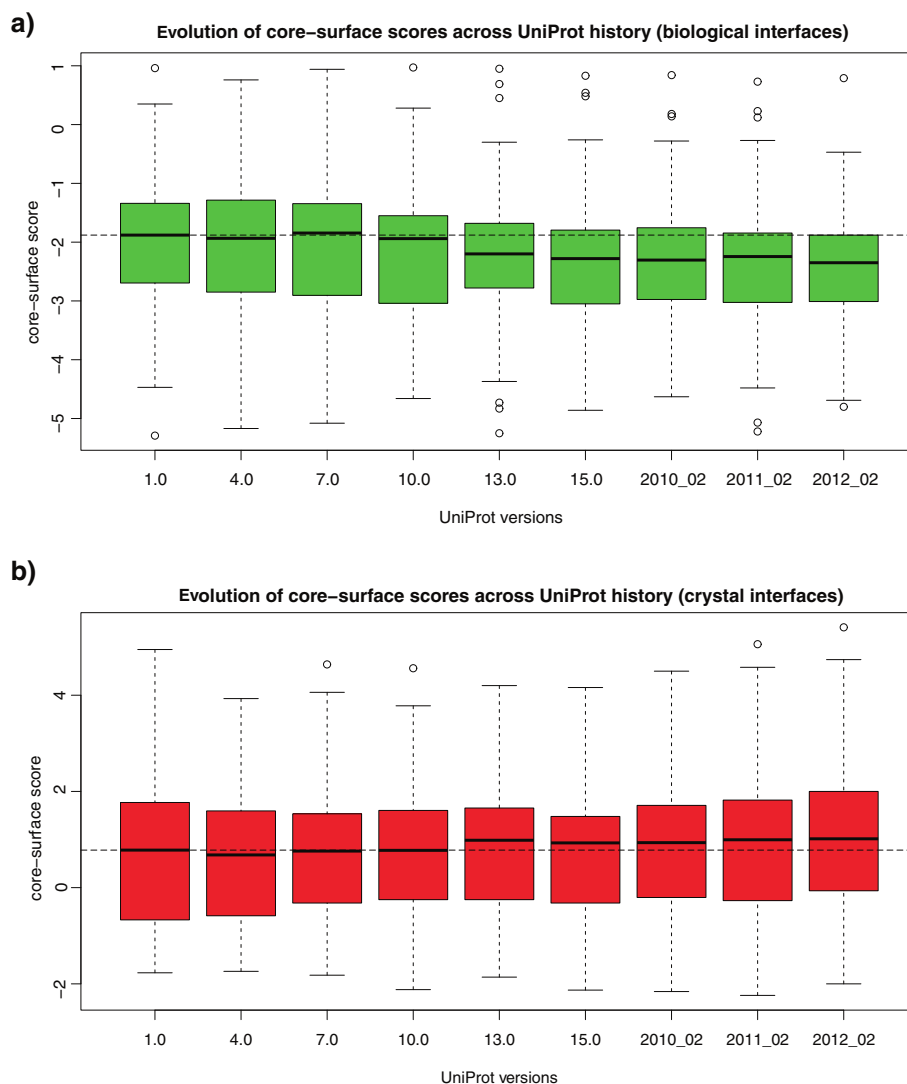 a)
Evolution of core−surface scores across UniProt history (biological interfaces)
core−surface score
1
0
−1
−2
−3
−4
−5
1.0 4.0 7.0 10.0 13.0 15.0 2010_02 2011_02 2012_02
UniProt versions
b)
Evolution of core−surface scores across UniProt history (crystal interfaces)
core−surface score
4
2
0
−2
1.0 4.0 7.0 10.0 13.0 15.0 2010_02 2011_02 2012_02
UniProt versions